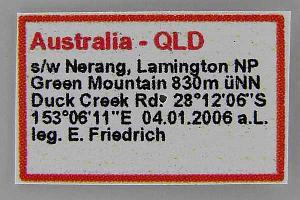 Australia - QLD
s/w Nerang, Lamington NP
Green Mountain 830m üNN
Duck Creek Rd. 28°12'06"S
153°06'11"E 04.01.2006 a.L.
leg. E. Friedrich